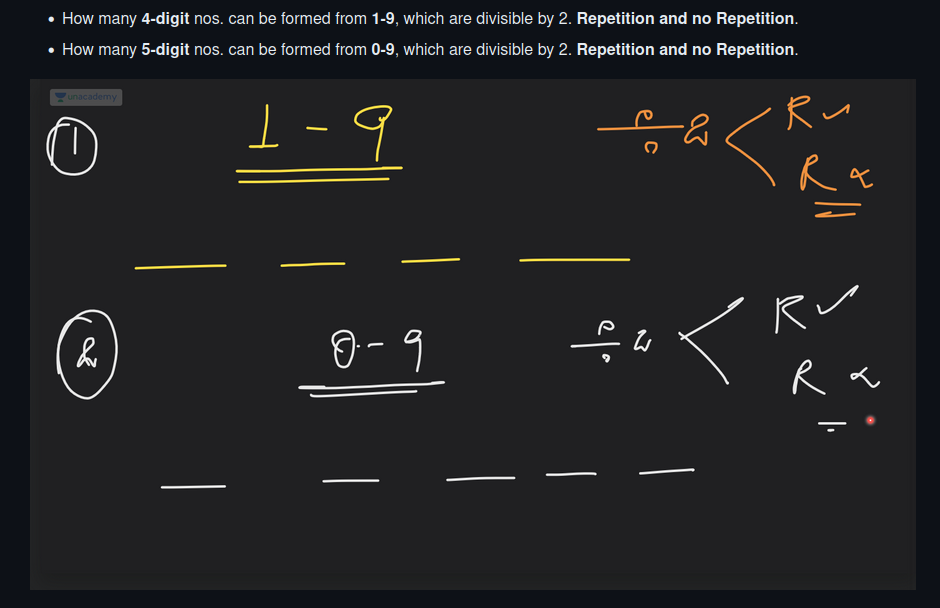 • How many 4-digit nos. can be formed from 1-9, which are divisible by 2. Repetition and no Repetition.
• How many 5-digit nos. can be formed from 0-9, which are divisible by 2. Repetition and no Repetition.
unacademy
1 1 - 9 ÷ 2 R ✓
R ×
2 0 - 9 ÷ 2 R ✓
R ×